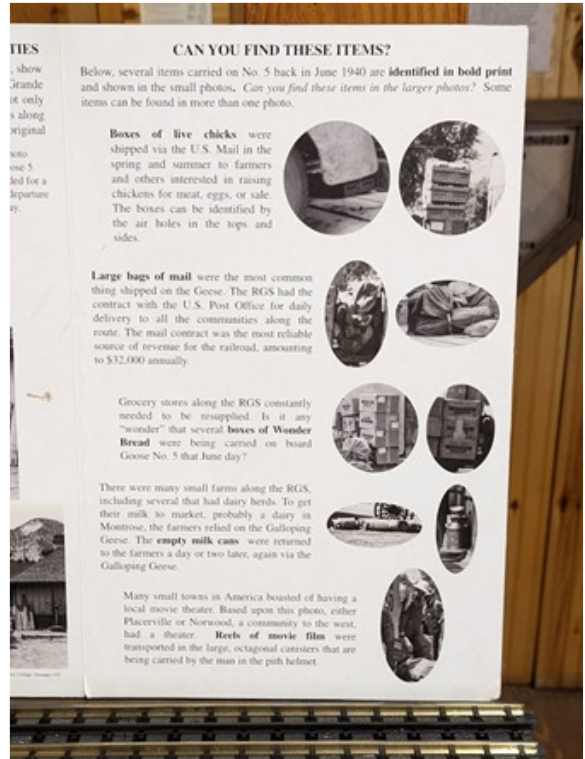 TIES
show
Grande
ot only
s along
original
ose 5
led for a
departure
ay.
CAN YOU FIND THESE ITEMS?
Below, several items carried on No. 5 back in June 1940 are identified in bold print
and shown in the small photos. Can you find these items in the larger photos? Some
items can be found in more than one photo.
Boxes of live chicks were
shipped via the U.S. Mail in the
spring and summer to farmers
and others interested in raising
chickens for meat, eggs, or sale.
The boxes can be identified by
the air holes in the tops and
sides.
Large bags of mail were the most common
thing shipped on the Geese. The RGS had the
contract with the U.S. Post Office for daily
delivery to all the communities along the
route. The mail contract was the most reliable
source of revenue for the railroad, amounting
to $32,000 annually.
Grocery stores along the RGS constantly
needed to be resupplied. Is it any
"wonder" that several boxes of Wonder
Bread were being carried on board
Goose No. 5 that June day?
There were many small farms along the RGS,
including several that had dairy herds. To get
their milk to market, probably a dairy in
Montrose, the farmers relied on the Galloping
Geese. The empty milk cans were returned
to the farmers a day or two later, again via the
Galloping Geese.
Many small towns in America boasted of having a
local movie theater. Based upon this photo, either
Placerville or Norwood, a community to the west,
had a theater. Reels of movie film were
transported in the large, octagonal canisters that are
being carried by the man in the pith helmet.